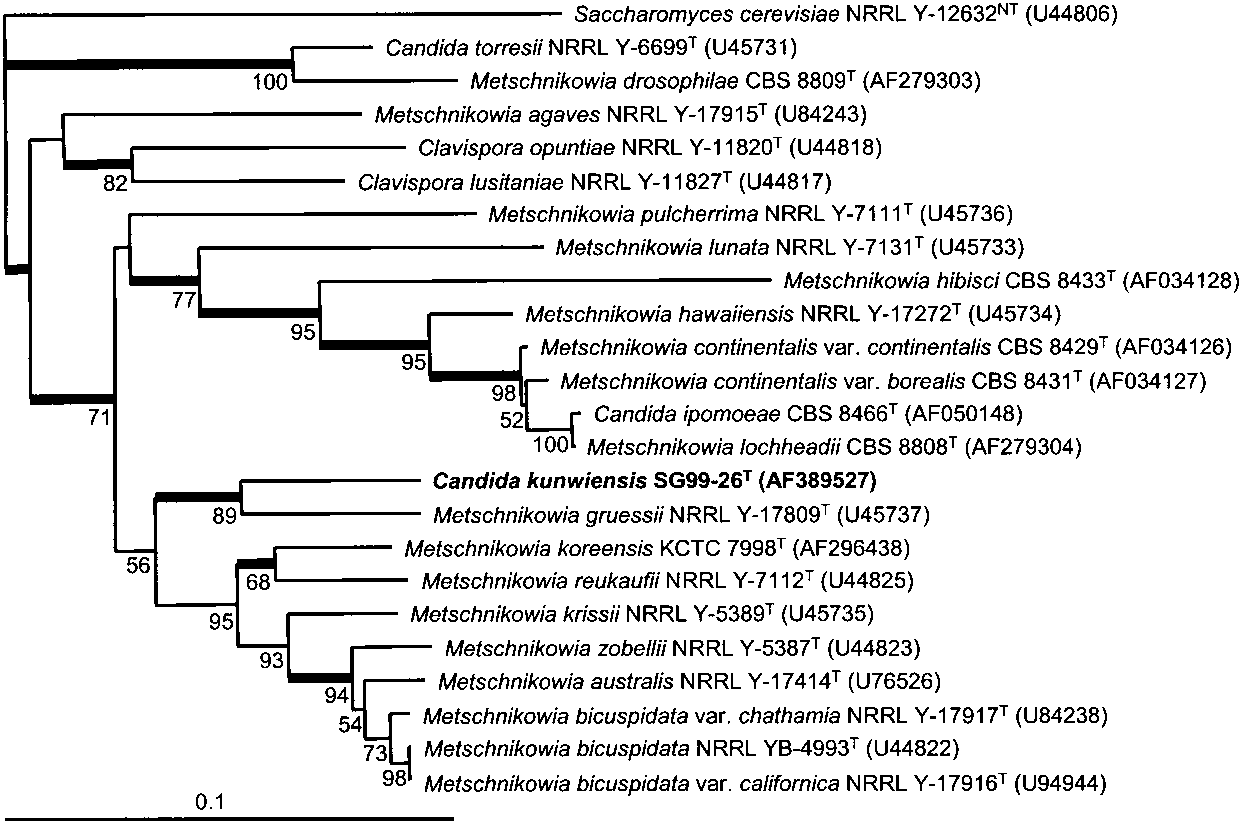 Saccharomyces cerevisiae NRRL Y-12632NT (U44806)
Candida torresii NRRL Y-6699T (U45731)
100
Metschnikowia drosophilae CBS 8809T (AF279303)
Metschnikowia agaves NRRL Y-17915T (U84243)
Clavispora opuntiae NRRL Y-11820T (U44818)
82
Clavispora lusitaniae NRRL Y-11827T (U44817)
Metschnikowia pulcherrima NRRL Y-7111T (U45736)
Metschnikowia lunata NRRL Y-7131T (U45733)
Metschnikowia hibisci CBS 8433T (AF034128)
77
Metschnikowia hawaiiensis NRRL Y-17272T (U45734)
95
Metschnikowia continentalis var. continentalis CBS 8429T (AF034126)
95
Metschnikowia continentalis var. borealis CBS 8431T (AF034127)
98
Candida ipomoeae CBS 8466T (AF050148)
71
52
Metschnikowia lochheadii CBS 8808T (AF279304)
100
Candida kunwiensis SG99-26T (AF389527)
Metschnikowia gruessii NRRL Y-17809T (U45737)
89
Metschnikowia koreensis KCTC 7998T (AF296438)
56
Metschnikowia reukaufii NRRL Y-7112T (U44825)
68
Metschnikowia krissii NRRL Y-5389T (U45735)
95
Metschnikowia zobellii NRRL Y-5387T (U44823)
93
Metschnikowia australis NRRL Y-17414T (U76526)
94
Metschnikowia bicuspidata var. chathamia NRRL Y-17917T (U84238)
54
Metschnikowia bicuspidata NRRL YB-4993T (U44822)
73
Metschnikowia bicuspidata var. californica NRRL Y-17916T (U94944)
98
0.1